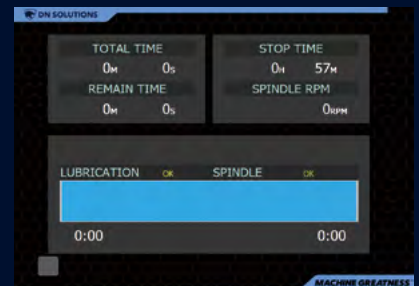 DN SOLUTIONS
TOTAL TIME
0M 0S
REMAIN TIME
0M 0S
STOP TIME
0H 57M
SPINDLE RPM
0RPM
LUBRICATION OK SPINDLE OK
0:00 0:00
MACHINE GREATNESS